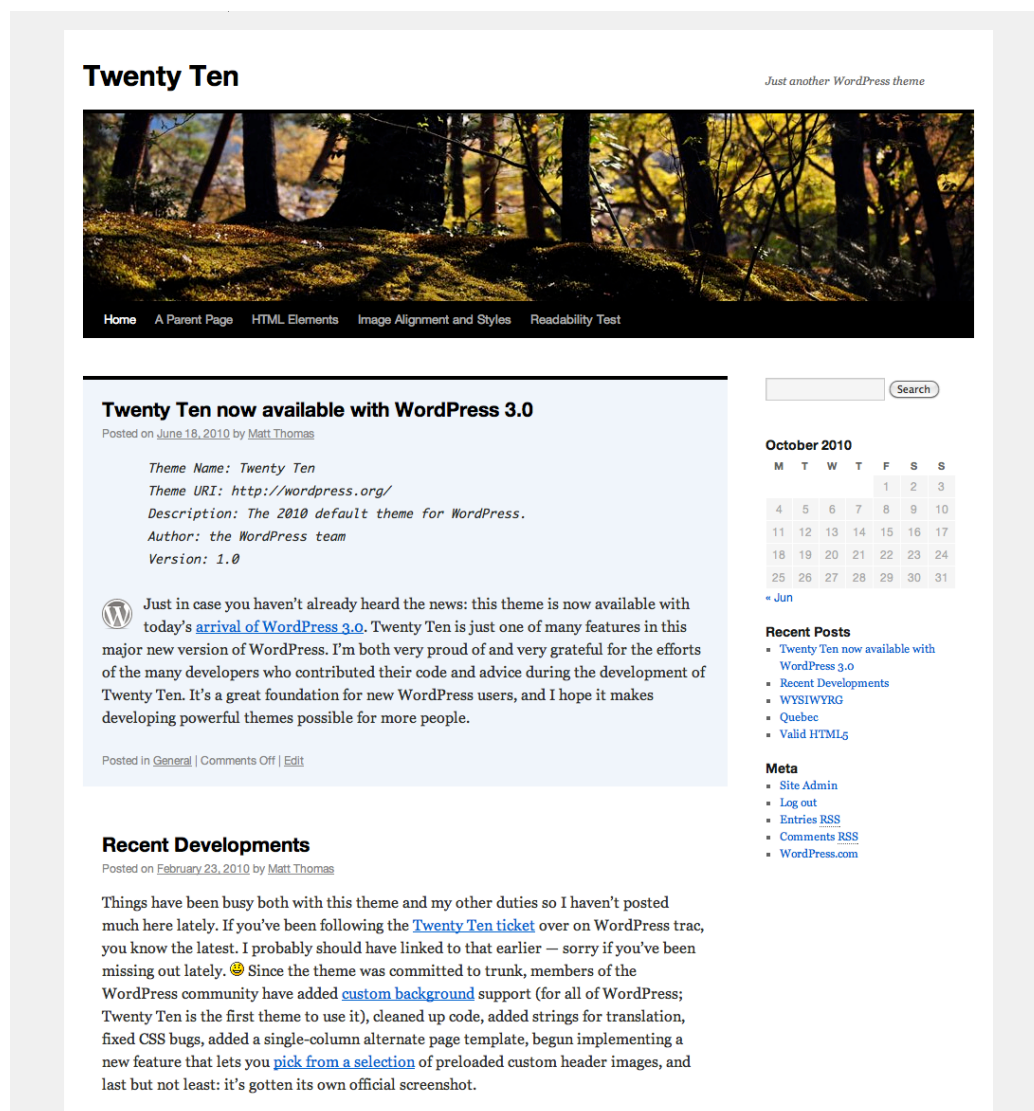 Twenty Ten
Just another WordPress theme
Home A Parent Page HTML Elements Image Alignment and Styles Readability Test
Twenty Ten now available with WordPress 3.0
Posted on June 18, 2010 by Matt Thomas
Theme Name: Twenty Ten
Theme URI: http://wordpress.org/
Description: The 2010 default theme for WordPress.
Author: the WordPress team
Version: 1.0
Just in case you haven’t already heard the news: this theme is now available with
today’s arrival of WordPress 3.0. Twenty Ten is just one of many features in this
major new version of WordPress. I’m both very proud of and very grateful for the efforts
of the many developers who contributed their code and advice during the development of
Twenty Ten. It’s a great foundation for new WordPress users, and I hope it makes
developing powerful themes possible for more people.
Posted in General | Comments Off | Edit
Recent Developments
Posted on February 23, 2010 by Matt Thomas
Things have been busy both with this theme and my other duties so I haven’t posted
much here lately. If you’ve been following the Twenty Ten ticket over on WordPress trac,
you know the latest. I probably should have linked to that earlier — sorry if you’ve been
missing out lately. Since the theme was committed to trunk, members of the
WordPress community have added custom background support (for all of WordPress;
Twenty Ten is the first theme to use it), cleaned up code, added strings for translation,
fixed CSS bugs, added a single-column alternate page template, begun implementing a
new feature that lets you pick from a selection of preloaded custom header images, and
last but not least: it’s gotten its own official screenshot.
Search
October 2010
M T W T F S S
1 2 3
4 5 6 7 8 9 10
11 12 13 14 15 16 17
18 19 20 21 22 23 24
25 26 27 28 29 30 31
« Jun
Recent Posts
Twenty Ten now available with
WordPress 3.0
Recent Developments
WYSIWYRG
Quebec
Valid HTML5
Meta
Site Admin
Log out
Entries RSS
Comments RSS
WordPress.com